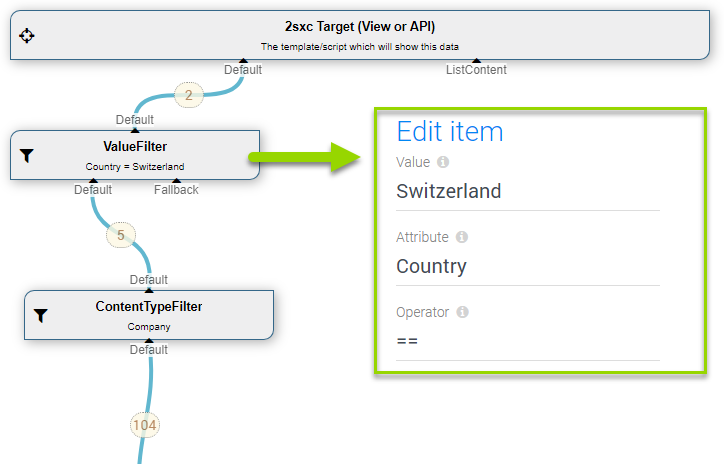 2sxc Target (View or API)
The template/script which will show this data
Default
ListContent
2
Default
ValueFilter
Country = Switzerland
Default
Fallback
5
Default
ContentTypeFilter
Company
Default
104
Edit item
Value
Switzerland
Attribute
Country
Operator
==